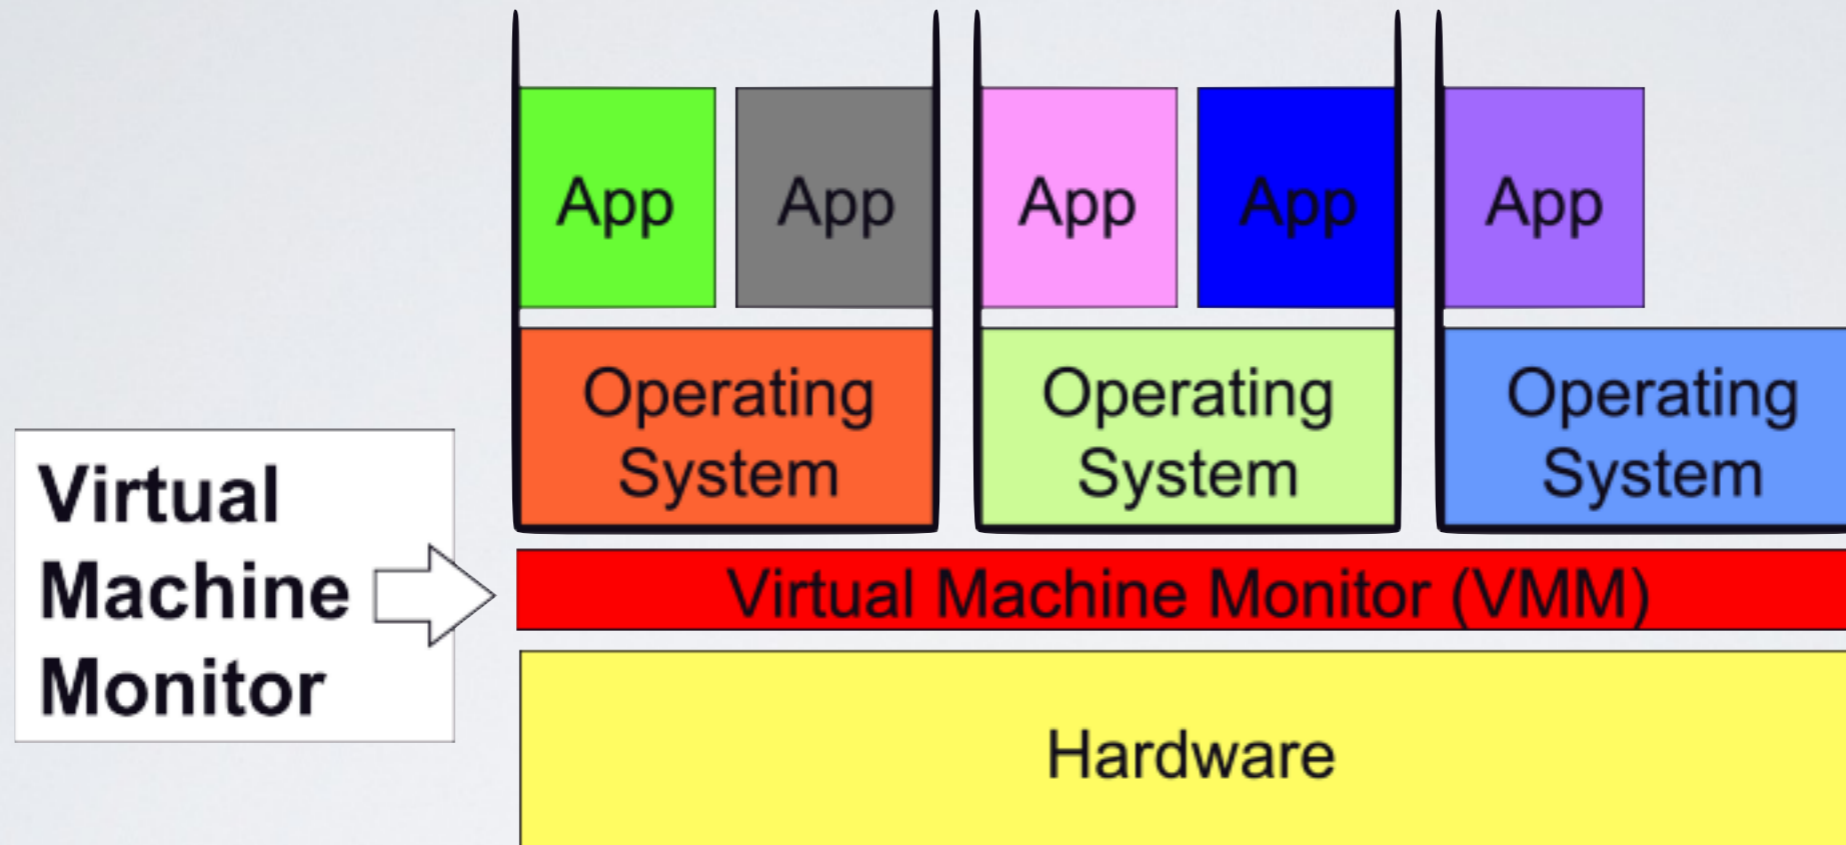 App
App
App
App
App
Operating
System
Operating
System
Operating
System
Virtual
Machine
Monitor
Virtual Machine Monitor (VMM)
Hardware